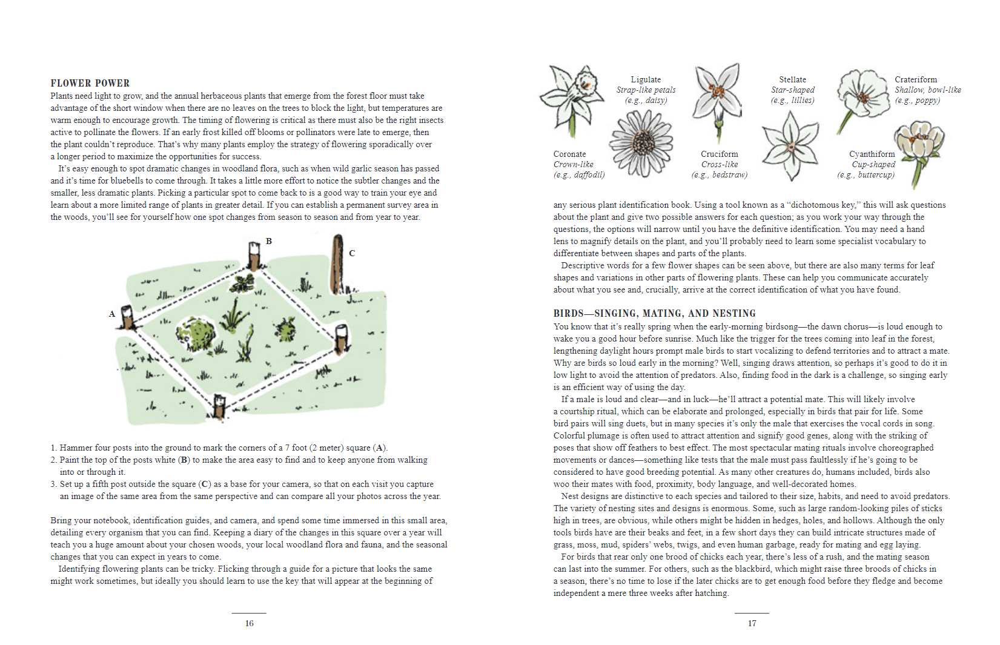 FLOWER POWER
Plants need light to grow, and the annual herbaceous plants that emerge from the forest floor must take
advantage of the short window when there are no leaves on the trees to block the light, but temperatures are
warm enough to encourage growth. The timing of flowering is critical as there must also be the right insects
active to pollinate the flowers. If an early frost killed off blooms or pollinators were late to emerge, then
the plant couldn’t reproduce. That’s why many plants employ the strategy of flowering sporadically over
a longer period to maximize the opportunities for success.
It’s easy enough to spot dramatic changes in woodland flora, such as when wild garlic season has passed
and it’s time for bluebells to come through. It takes a little more effort to notice the subtler changes and the
smaller, less dramatic plants. Picking a particular spot to come back to is a good way to train your eye and
learn about a more limited range of plants in greater detail. If you can establish a permanent survey area in
the woods, you’ll see for yourself how one spot changes from season to season and from year to year.
B
C
A
1. Hammer four posts into the ground to mark the corners of a 7 foot (2 meter) square (A).
2. Paint the top of the posts white (B) to make the area easy to find and to keep anyone from walking
into or through it.
3. Set up a fifth post outside the square (C) as a base for your camera, so that on each visit you capture
an image of the same area from the same perspective and can compare all your photos across the year.
Bring your notebook, identification guides, and camera, and spend some time immersed in this small area,
detailing every organism that you can find. Keeping a diary of the changes in this square over a year will
teach you a huge amount about your chosen woods, your local woodland flora and fauna, and the seasonal
changes that you can expect in years to come.
Identifying flowering plants can be tricky. Flicking through a guide for a picture that looks the same
might work sometimes, but ideally you should learn to use the key that will appear at the beginning of
16
Coronate
Crown-like
(e.g., daffodil)
Ligulate
Strap-like petals
(e.g., daisy)
Cruciform
Cross-like
(e.g., bedstraw)
Stellate
Star-shaped
(e.g., lillies)
Cyanthiform
Cup-shaped
(e.g., buttercup)
Crateriform
Shallow, bowl-like
(e.g., poppy)
any serious plant identification book. Using a tool known as a “dichotomous key,” this will ask questions
about the plant and give two possible answers for each question; as you work your way through the
questions, the options will narrow until you have the definitive identification. You may need a hand
lens to magnify details on the plant, and you’ll probably need to learn some specialist vocabulary to
differentiate between shapes and parts of the plants.
Descriptive words for a few flower shapes can be seen above, but there are also many terms for leaf
shapes and variations in other parts of flowering plants. These can help you communicate accurately
about what you see and, crucially, arrive at the correct identification of what you have found.
BIRDS—SINGING, MATING, AND NESTING
You know that it’s really spring when the early-morning birdsong—the dawn chorus—is loud enough to
wake you a good hour before sunrise. Much like the trigger for the trees coming into leaf in the forest,
lengthening daylight hours prompt male birds to start vocalizing to defend territories and to attract a mate.
Why are birds so loud early in the morning? Well, singing draws attention, so perhaps it’s good to do it in
low light to avoid the attention of predators. Also, finding food in the dark is a challenge, so singing early
is an efficient way of using the day.
If a male is loud and clear—and in luck—he’ll attract a potential mate. This will likely involve
a courtship ritual, which can be elaborate and prolonged, especially in birds that pair for life. Some
bird pairs will sing duets, but in many species it’s only the male that exercises the vocal cords in song.
Colorful plumage is often used to attract attention and signify good genes, along with the striking of
poses that show off feathers to best effect. The most spectacular mating rituals involve choreographed
movements or dances—something like tests that the male must pass faultlessly if he’s going to be
considered to have good breeding potential. As many other creatures do, humans included, birds also
woo their mates with food, proximity, body language, and well-decorated homes.
Nest designs are distinctive to each species and tailored to their size, habits, and need to avoid predators.
The variety of nesting sites and designs is enormous. Some, such as large random-looking piles of sticks
high in trees, are obvious, while others might be hidden in hedges, holes, and hollows. Although the only
tools birds have are their beaks and feet, in a few short days they can build intricate structures made of
grass, moss, mud, spiders’ webs, twigs, and even human garbage, ready for mating and egg laying.
For birds that rear only one brood of chicks each year, there’s less of a rush, and the mating season
can last into the summer. For others, such as the blackbird, which might raise three broods of chicks in
a season, there’s no time to lose if the later chicks are to get enough food before they fledge and become
independent a mere three weeks after hatching.
17